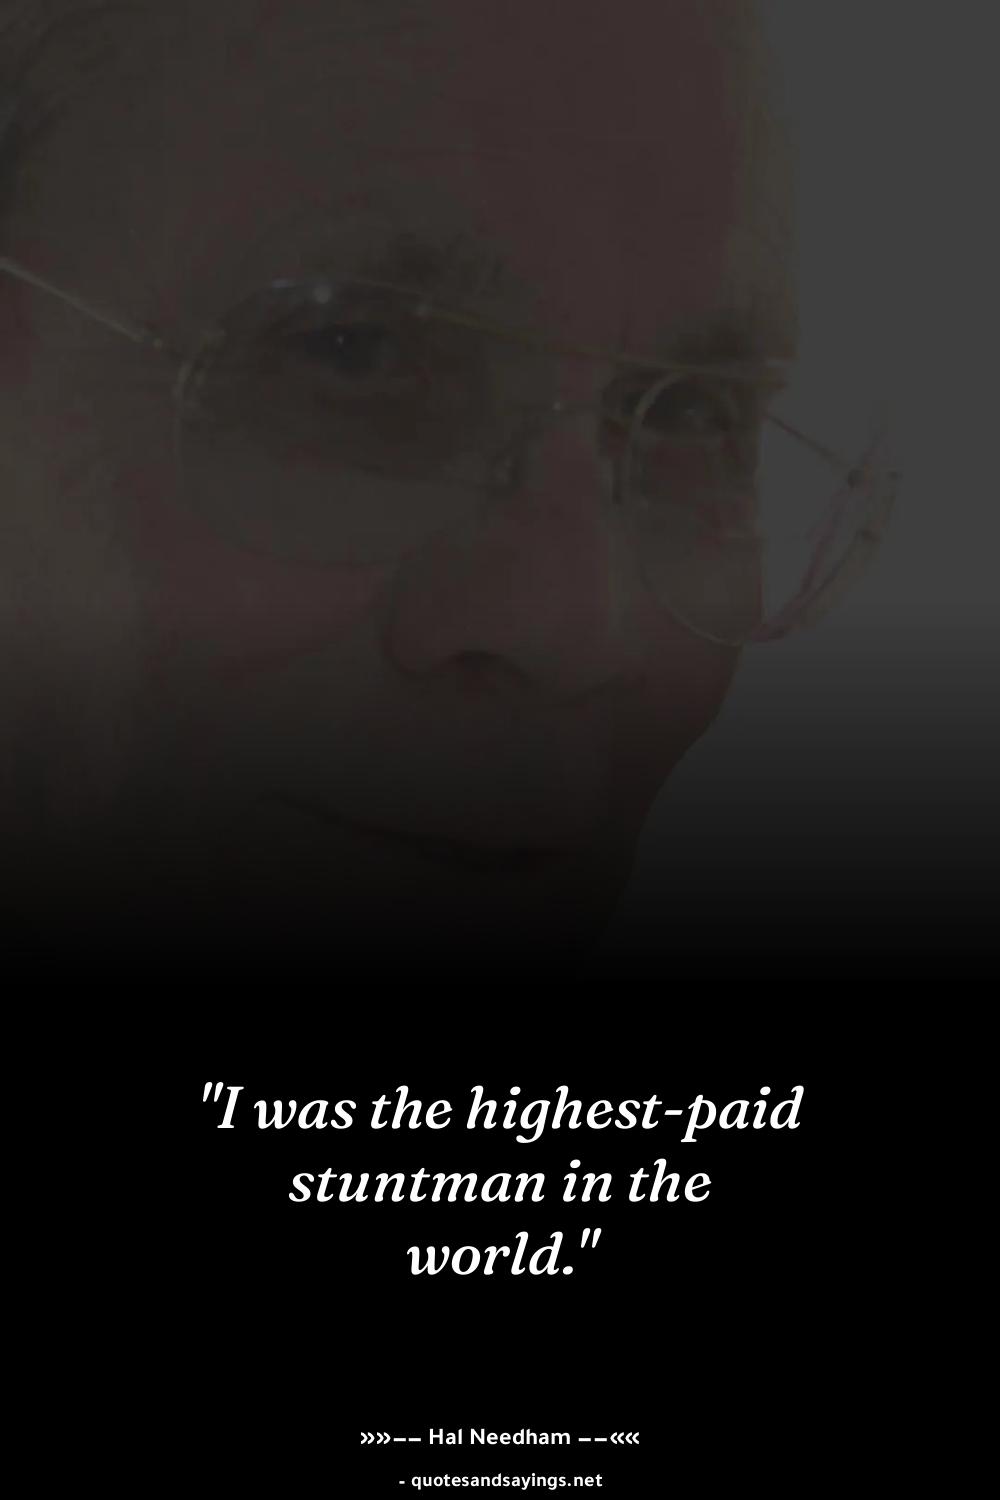 "I was the highest-paid
stuntman in the
world."
»»—— Hal Needham ——««
- quotesandsayings.net